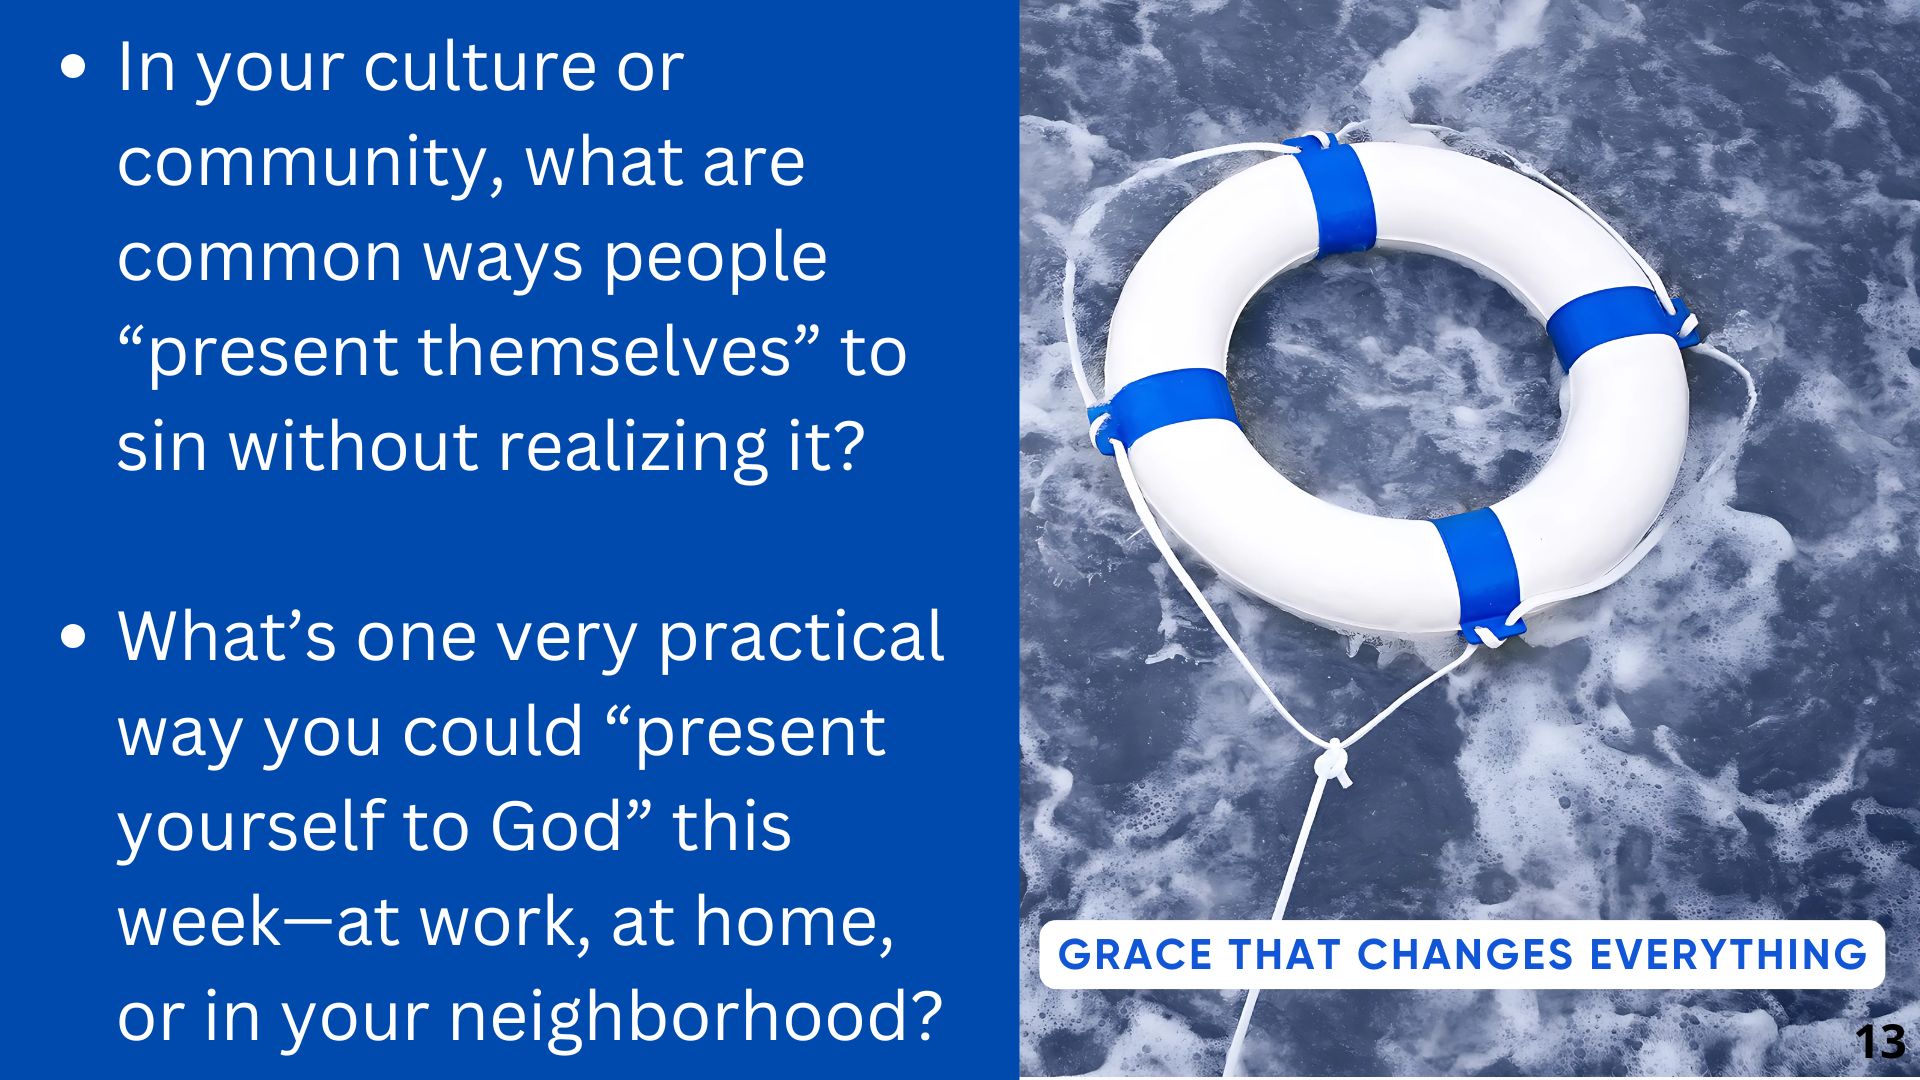 • In your culture or
community, what are
common ways people
“present themselves” to
sin without realizing it?
• What’s one very practical
way you could “present
yourself to God” this
week—at work, at home,
or in your neighborhood?
GRACE THAT CHANGES EVERYTHING
13